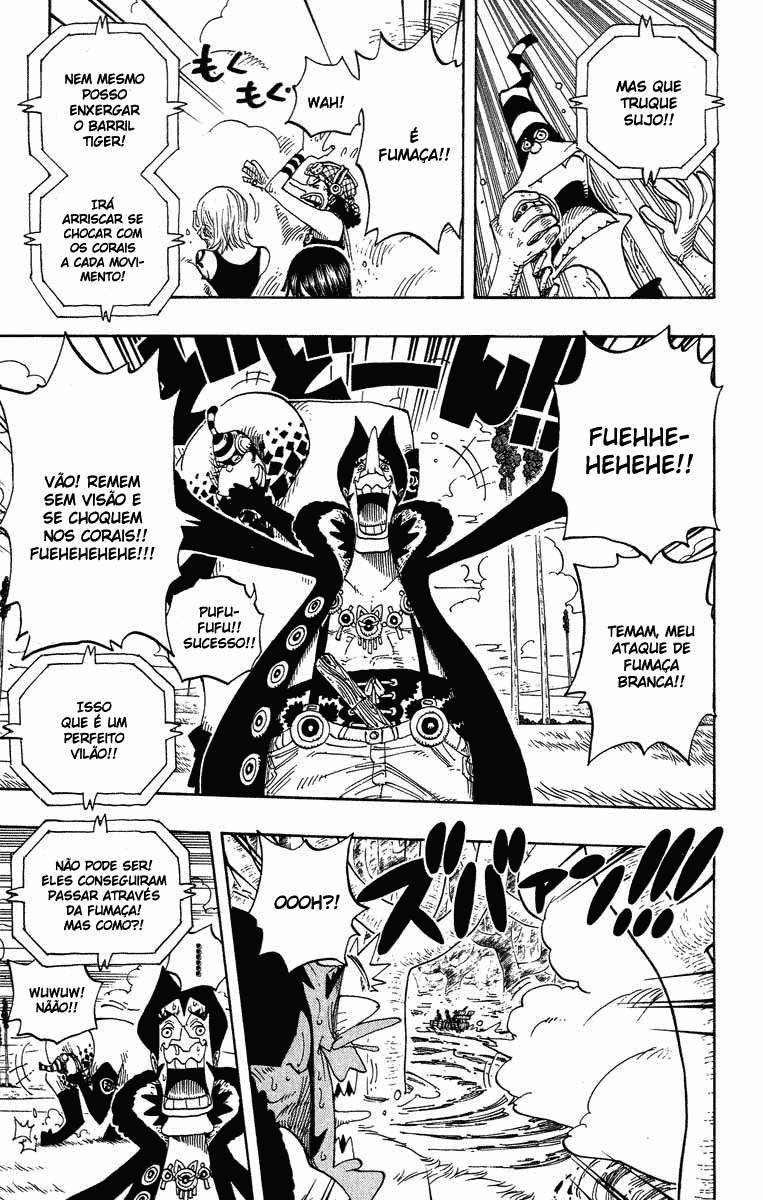 MAS QUE
TRUQUE
SUJO!!
É
FUMAÇA!!
WAH!
もく
もく
NEM MESMO
POSSO
ENXERGAR
O BARRIL
TIGER!
IRÁ
ARRISCAR SE
CHOCAR COM
OS CORAIS
A CADA MOVI-
MENTO!
FUEHHE-
HEHEHE!!
TEMAM, MEU
ATAQUE DE
FUMAÇA
BRANCA!!
VÃO! REMEM
SEM VISÃO E
SE CHOQUEM
NOS CORAIS!!
FUEHEHEHEHE!!!
PUFU-
FUFU!!
SUCESSO!!
ISSO
QUE É UM
PERFEITO
VILÃO!!
ズバァーン!!!
OOOH?!
NÃO PODE SER!
ELES CONSEGUIRAM
PASSAR ATRAVÉS
DA FUMAÇA!
MAS COMO?!
......
WUWUW!
NÃÃO!!